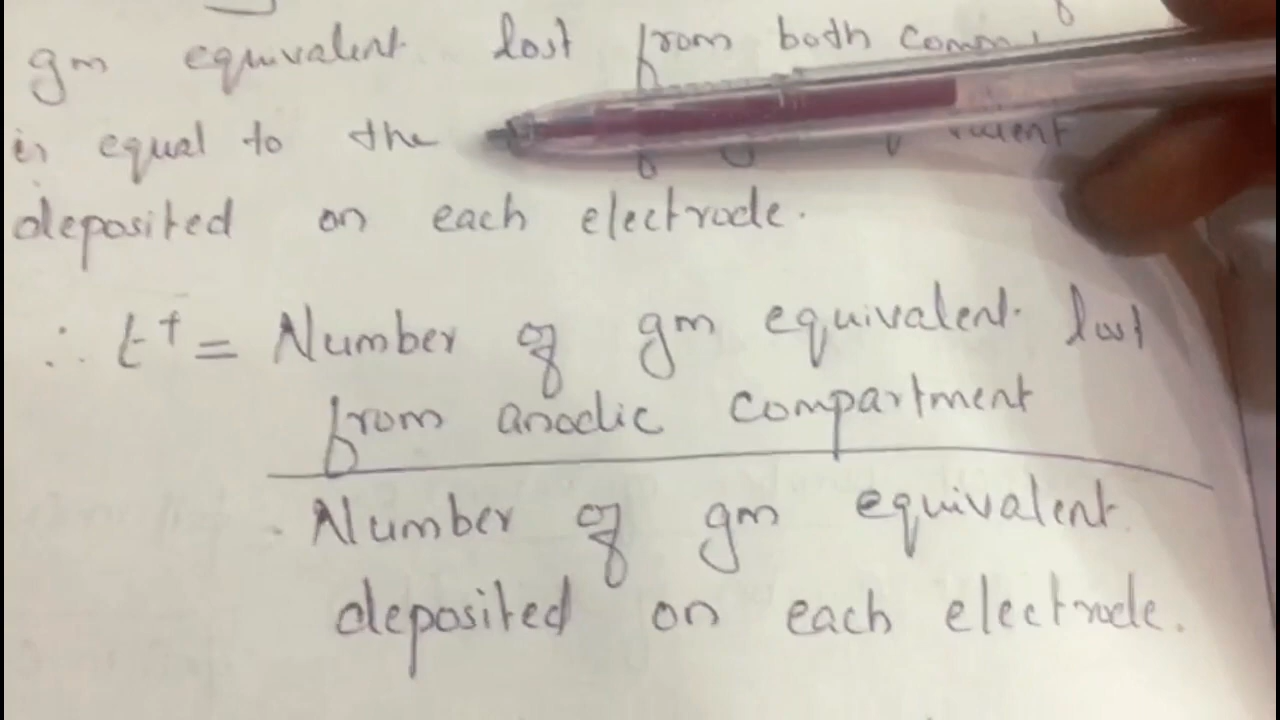 gm equivalent lost from both
is equal to the
deposited on each electrode.
∴ t⁺ = Number of gm equivalent lost
from anodic compartment
Number of gm equivalent
deposited on each electrode.